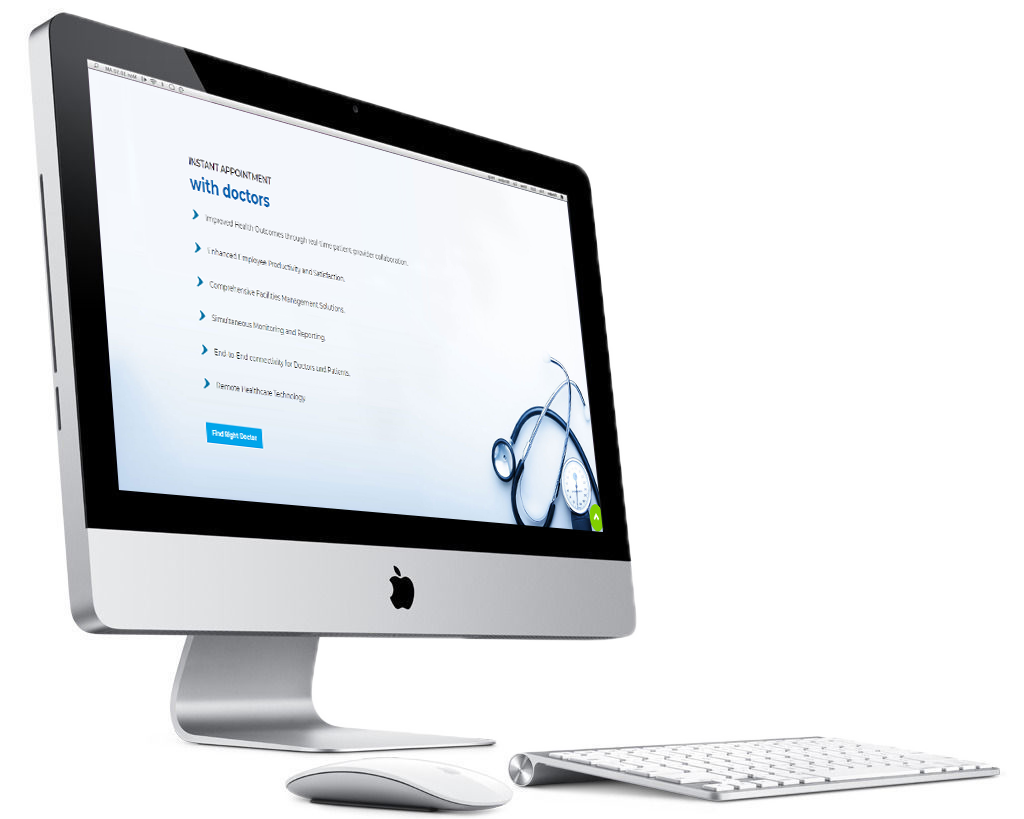 INSTANT APPOINTMENT
with doctors
Improved Health Outcomes through real-time patient-provider collaboration.
Enhanced Employee Productivity and Satisfaction.
Comprehensive Facilities Management Solutions.
Simultaneous Monitoring and Reporting.
End-to-End connectivity for Doctors and Patients.
Remote Healthcare Technology.
Find Right Doctor